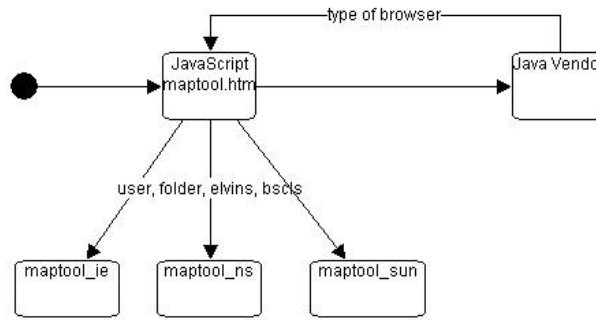 type of browser
JavaScript
maptool.htm
Java Vendo
user, folder, elvins, bscls
maptool_ie
maptool_ns
maptool_sun